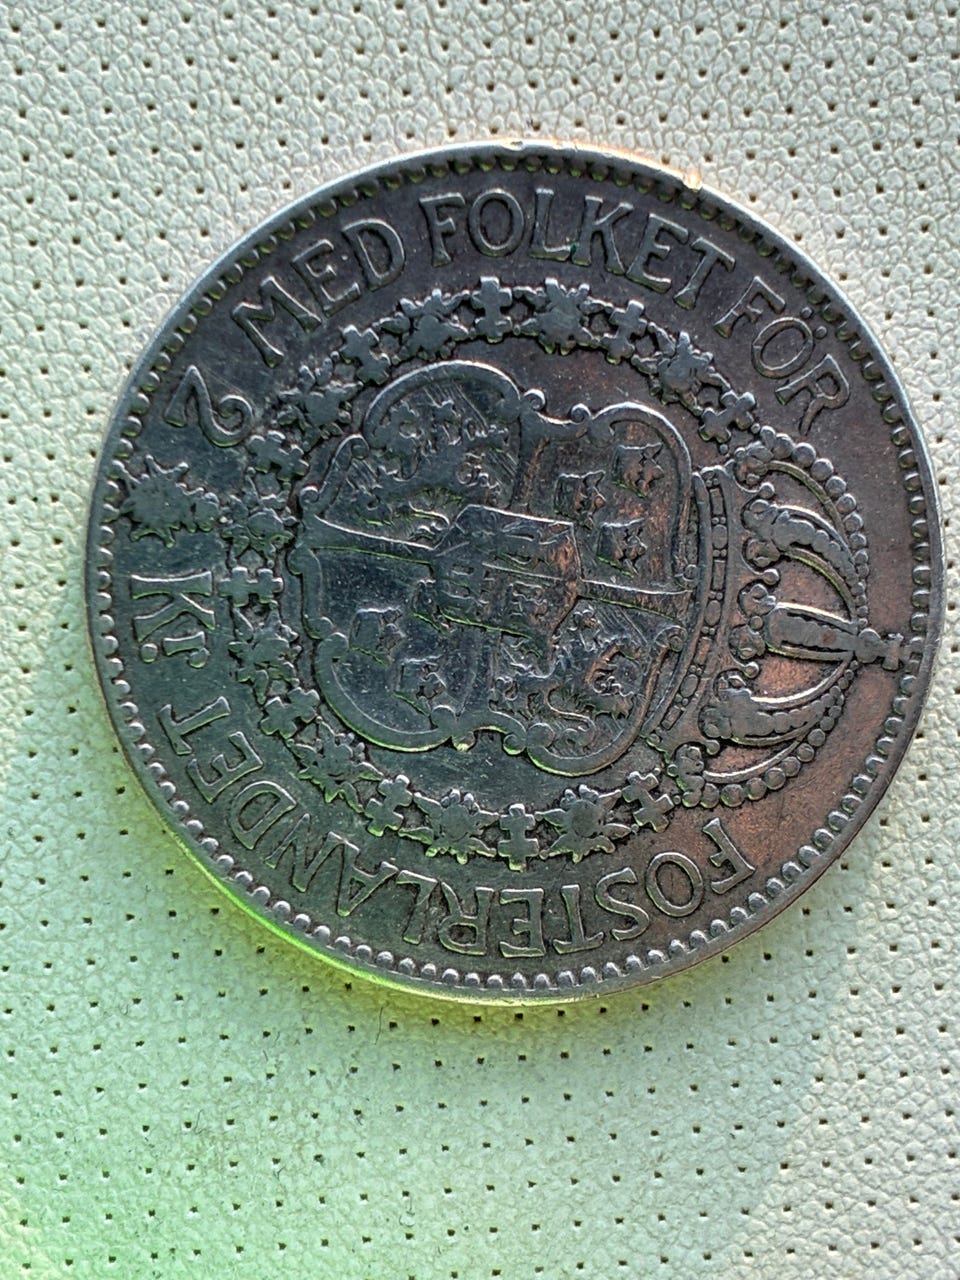 MED FOLKET FÖR
FOSTERLANDET
2 Kr.